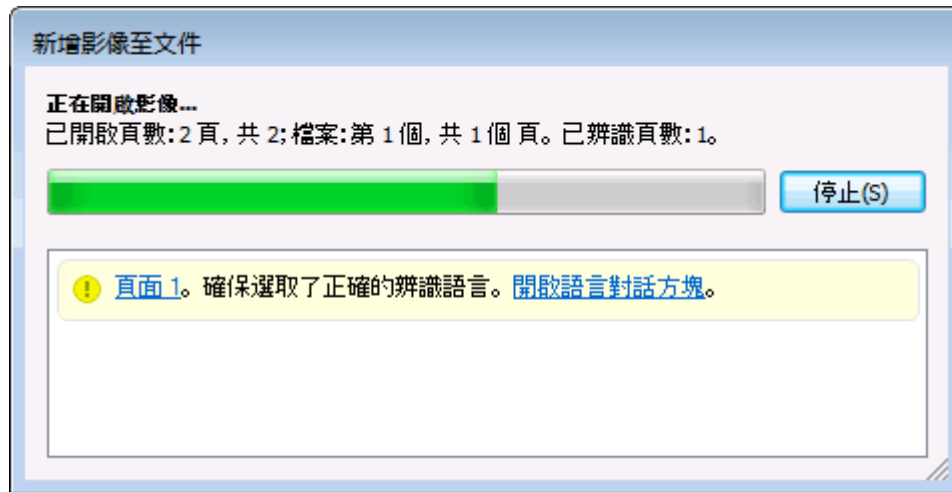 新增影像至文件
正在開啟影像...
已開啟頁數: 2 頁, 共 2; 檔案: 第 1 個, 共 1 個 頁。已辨識頁數: 1。
停止(S)
頁面 1。確保選取了正確的辨識語言。開啟語言對話方塊。